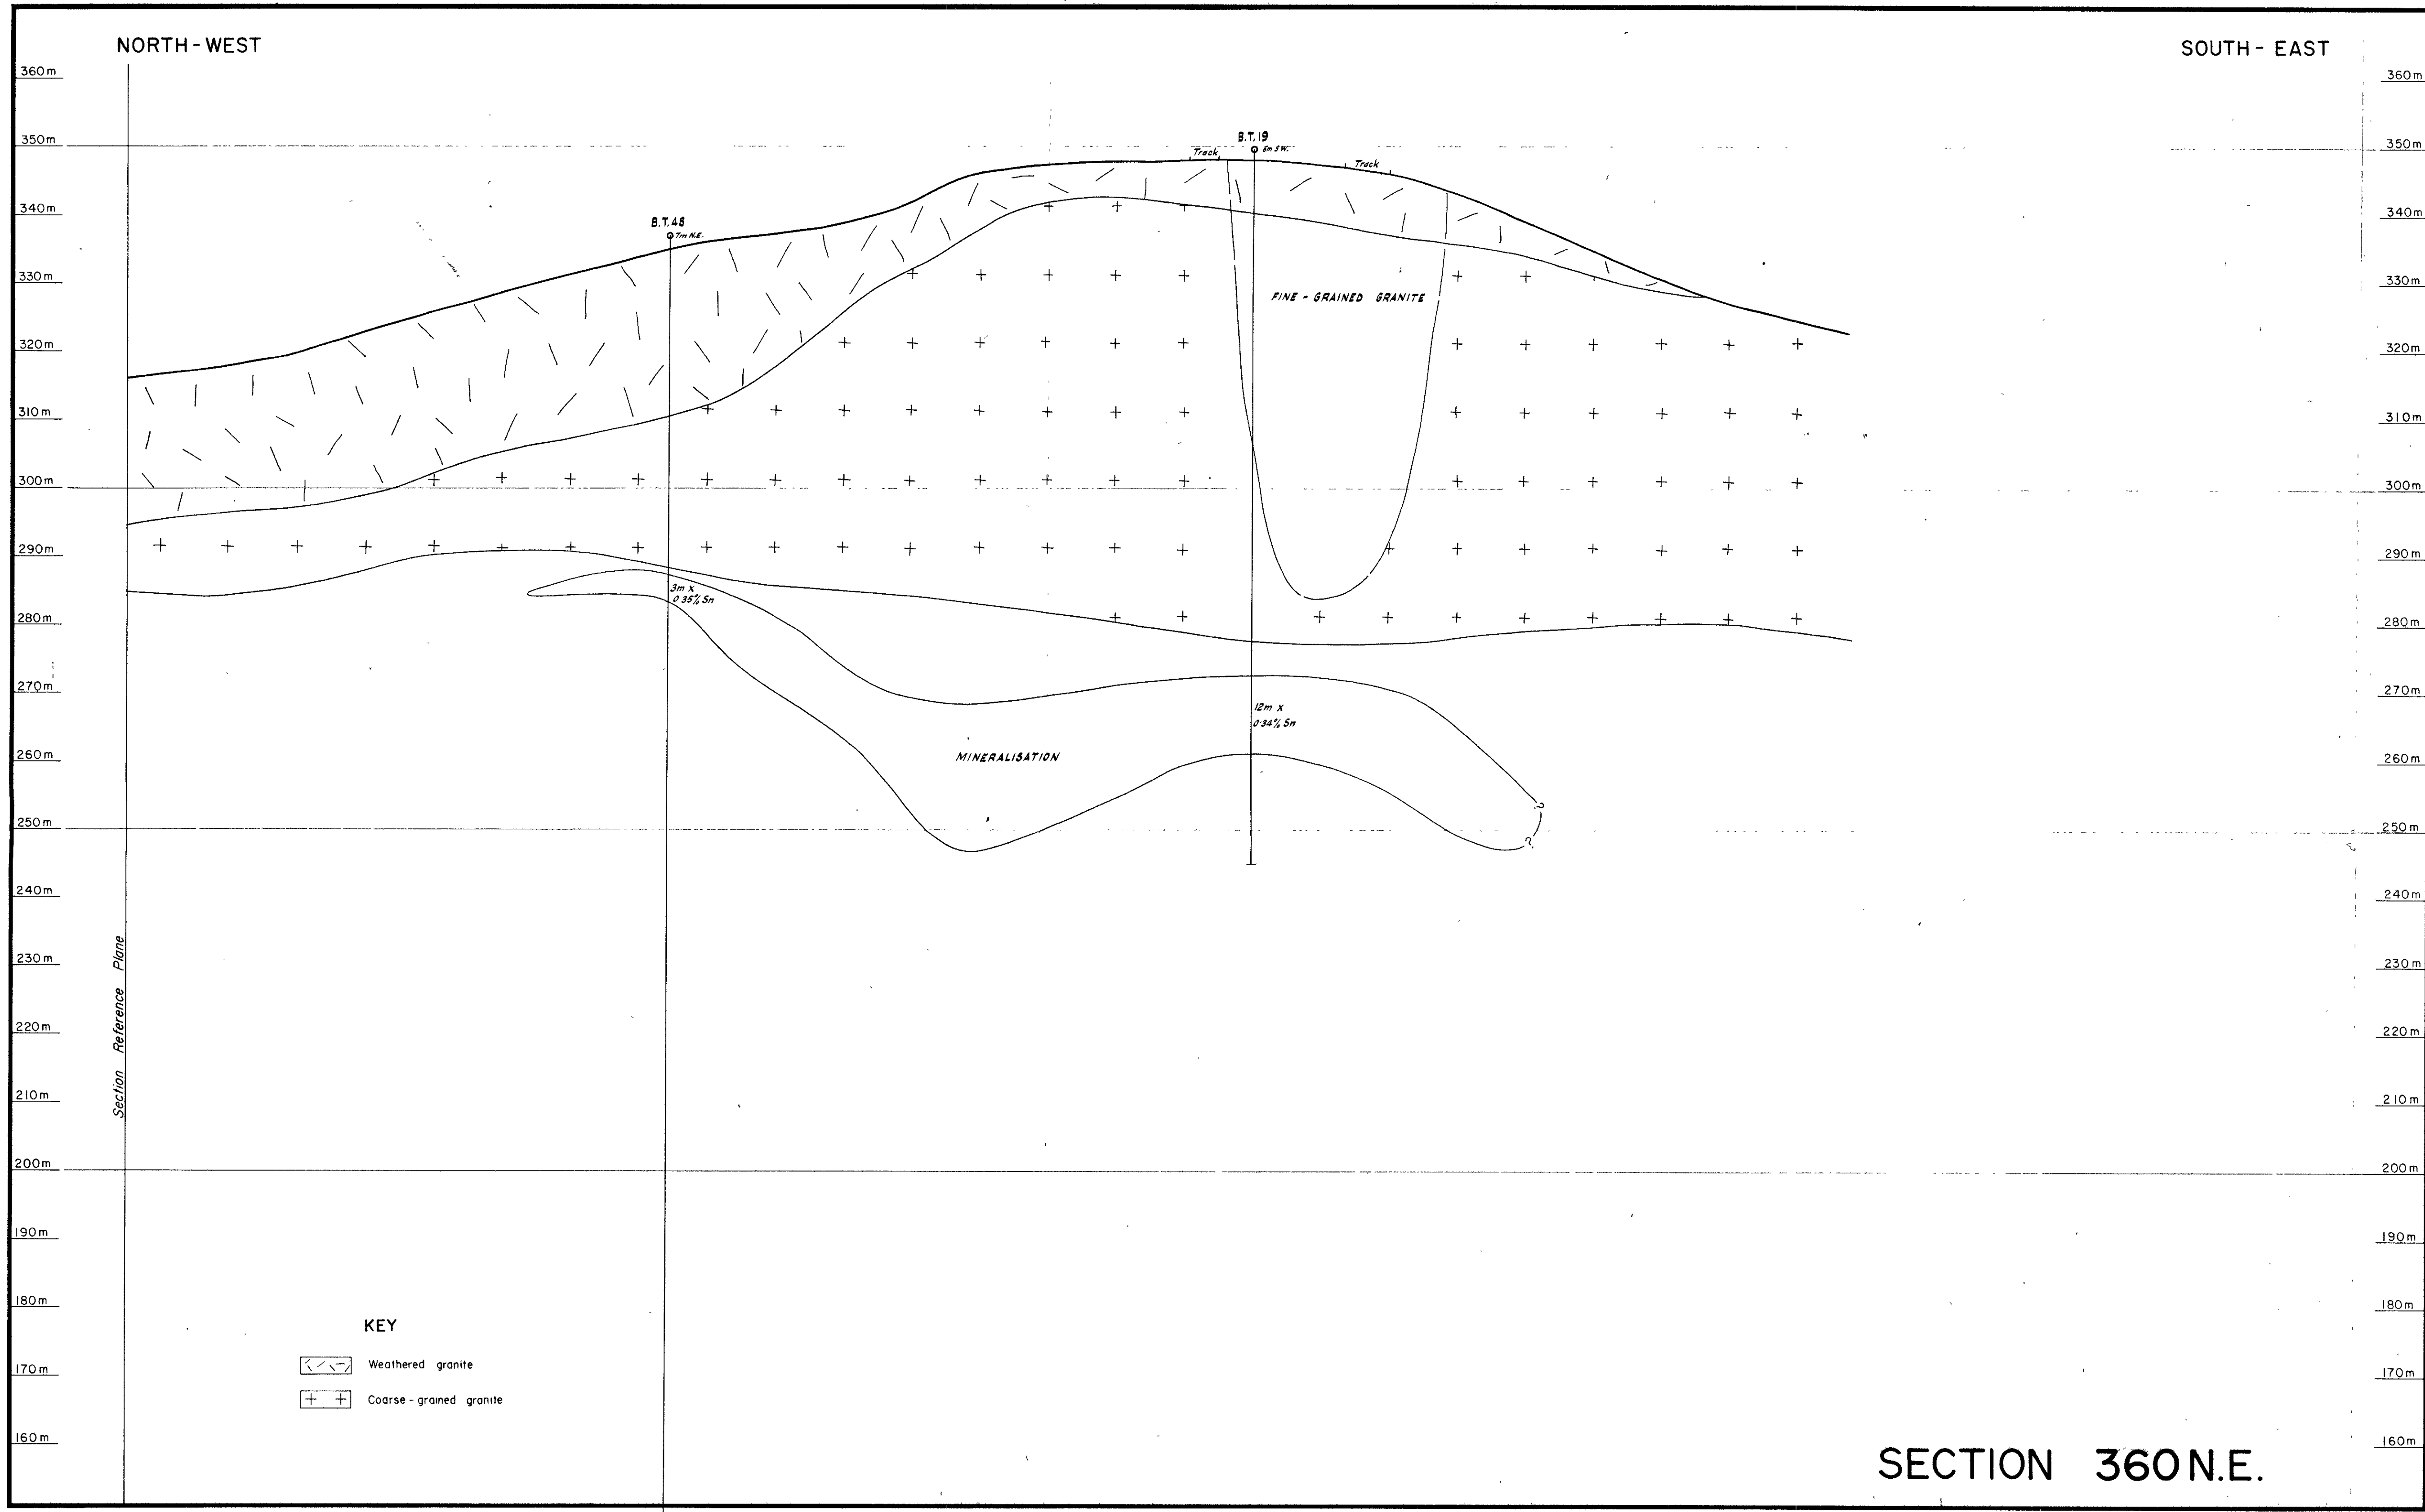 NORTH-WEST
SOUTH-EAST
360m
360m
350m
350m
340m
340m
330m
330m
320m
320m
310m
310m
300m
300m
290m
290m
280m
280m
270m
270m
260m
260m
250m
250m
240m
240m
230m
230m
220m
220m
210m
210m
200m
200m
190m
190m
180m
180m
170m
170m
160m
160m
B.T.19
5m S.W.
Track
Track
B.T.48
7m N.E.
FINE - GRAINED GRANITE
3m x
0.35% Sn
12m x
0.34% Sn
MINERALISATION
?
?
Section Reference Plane
KEY
Weathered granite
Coarse - grained granite
SECTION 360 N.E.